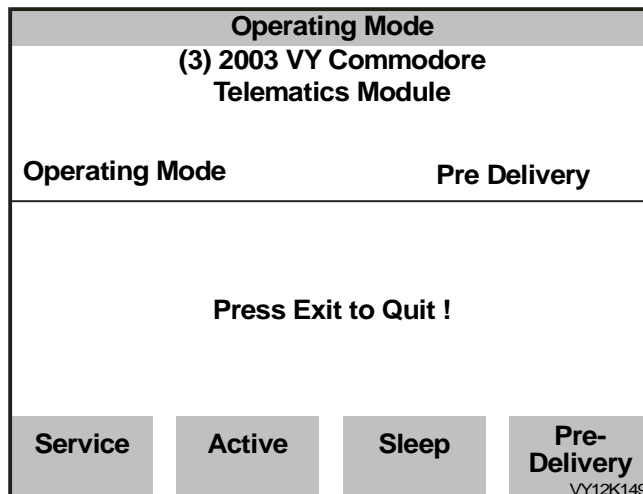 Operating Mode
(3) 2003 VY Commodore
Telematics Module
Operating Mode Pre Delivery
Press Exit to Quit !
Service Active Sleep Pre-
Delivery
VY12K149